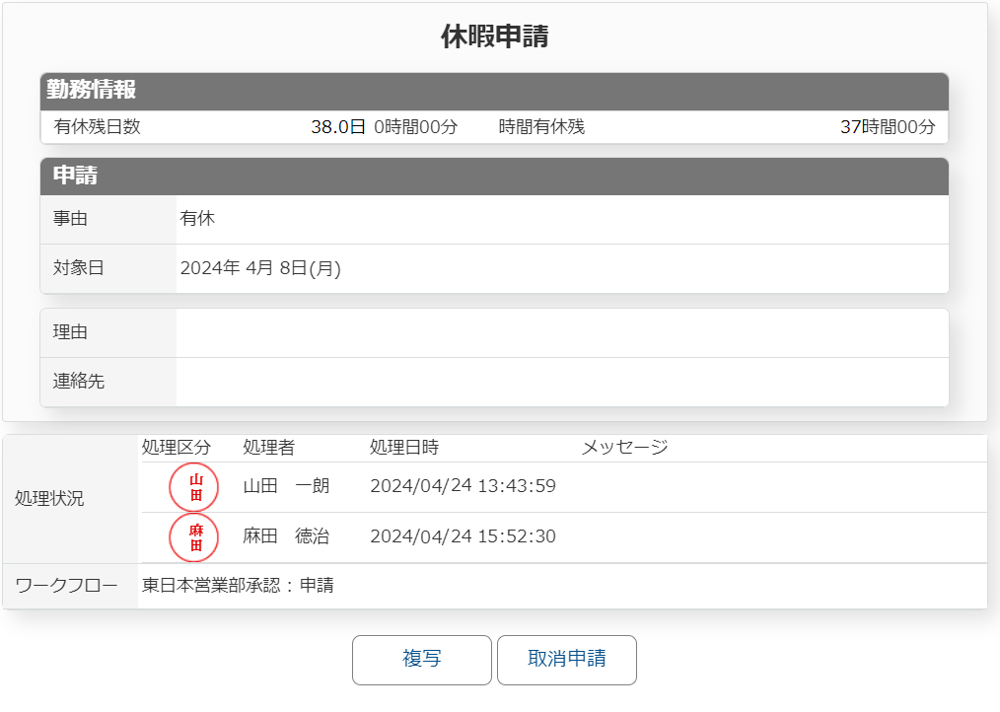 休暇申請
勤務情報
有休残日数 38.0日 0時間00分 時間有休残 37時間00分
申請
事由 有休
対象日 2024年 4月 8日(月)
理由
連絡先
処理区分 処理者 処理日時 メッセージ
処理状況
山田 山田　一朗 2024/04/24 13:43:59
麻田 麻田　徳治 2024/04/24 15:52:30
ワークフロー 東日本営業部承認：申請
複写 取消申請